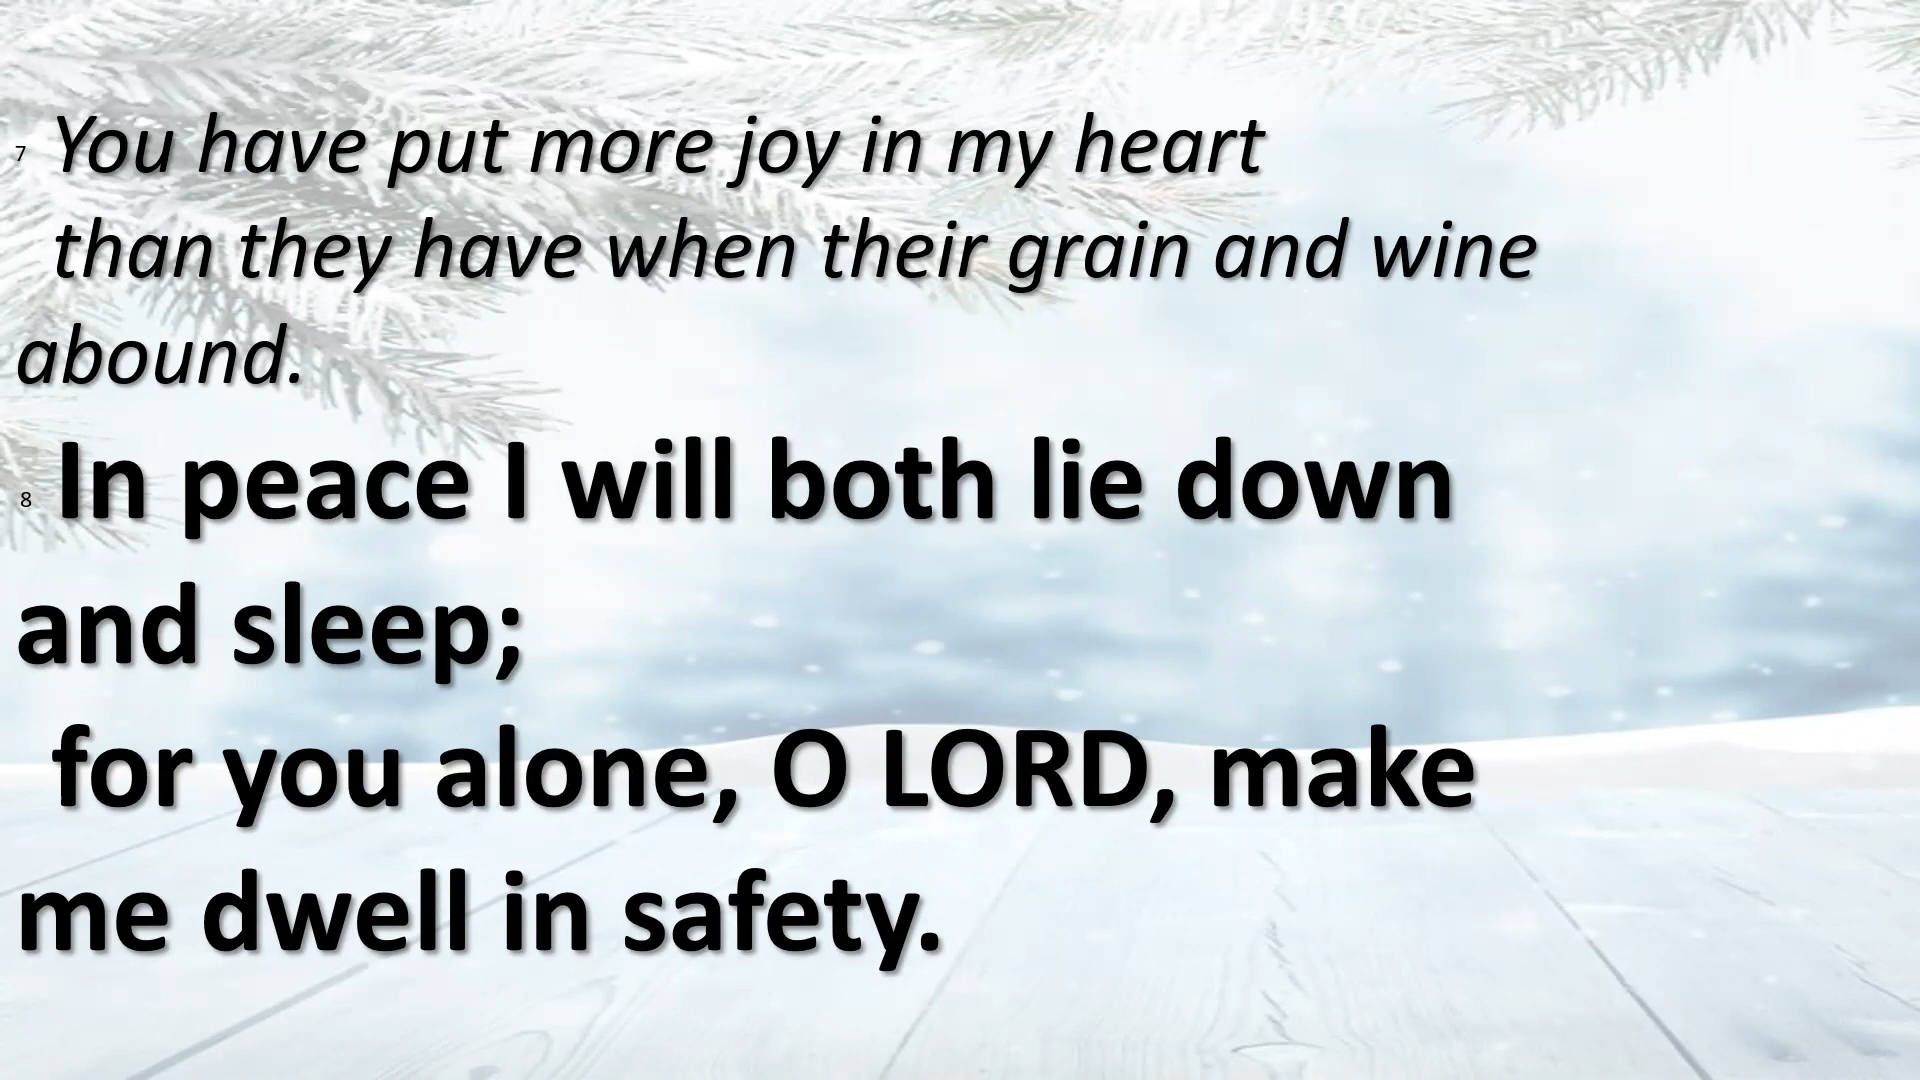 7 You have put more joy in my heart
than they have when their grain and wine
abound.
8 In peace I will both lie down
and sleep;
for you alone, O LORD, make
me dwell in safety.